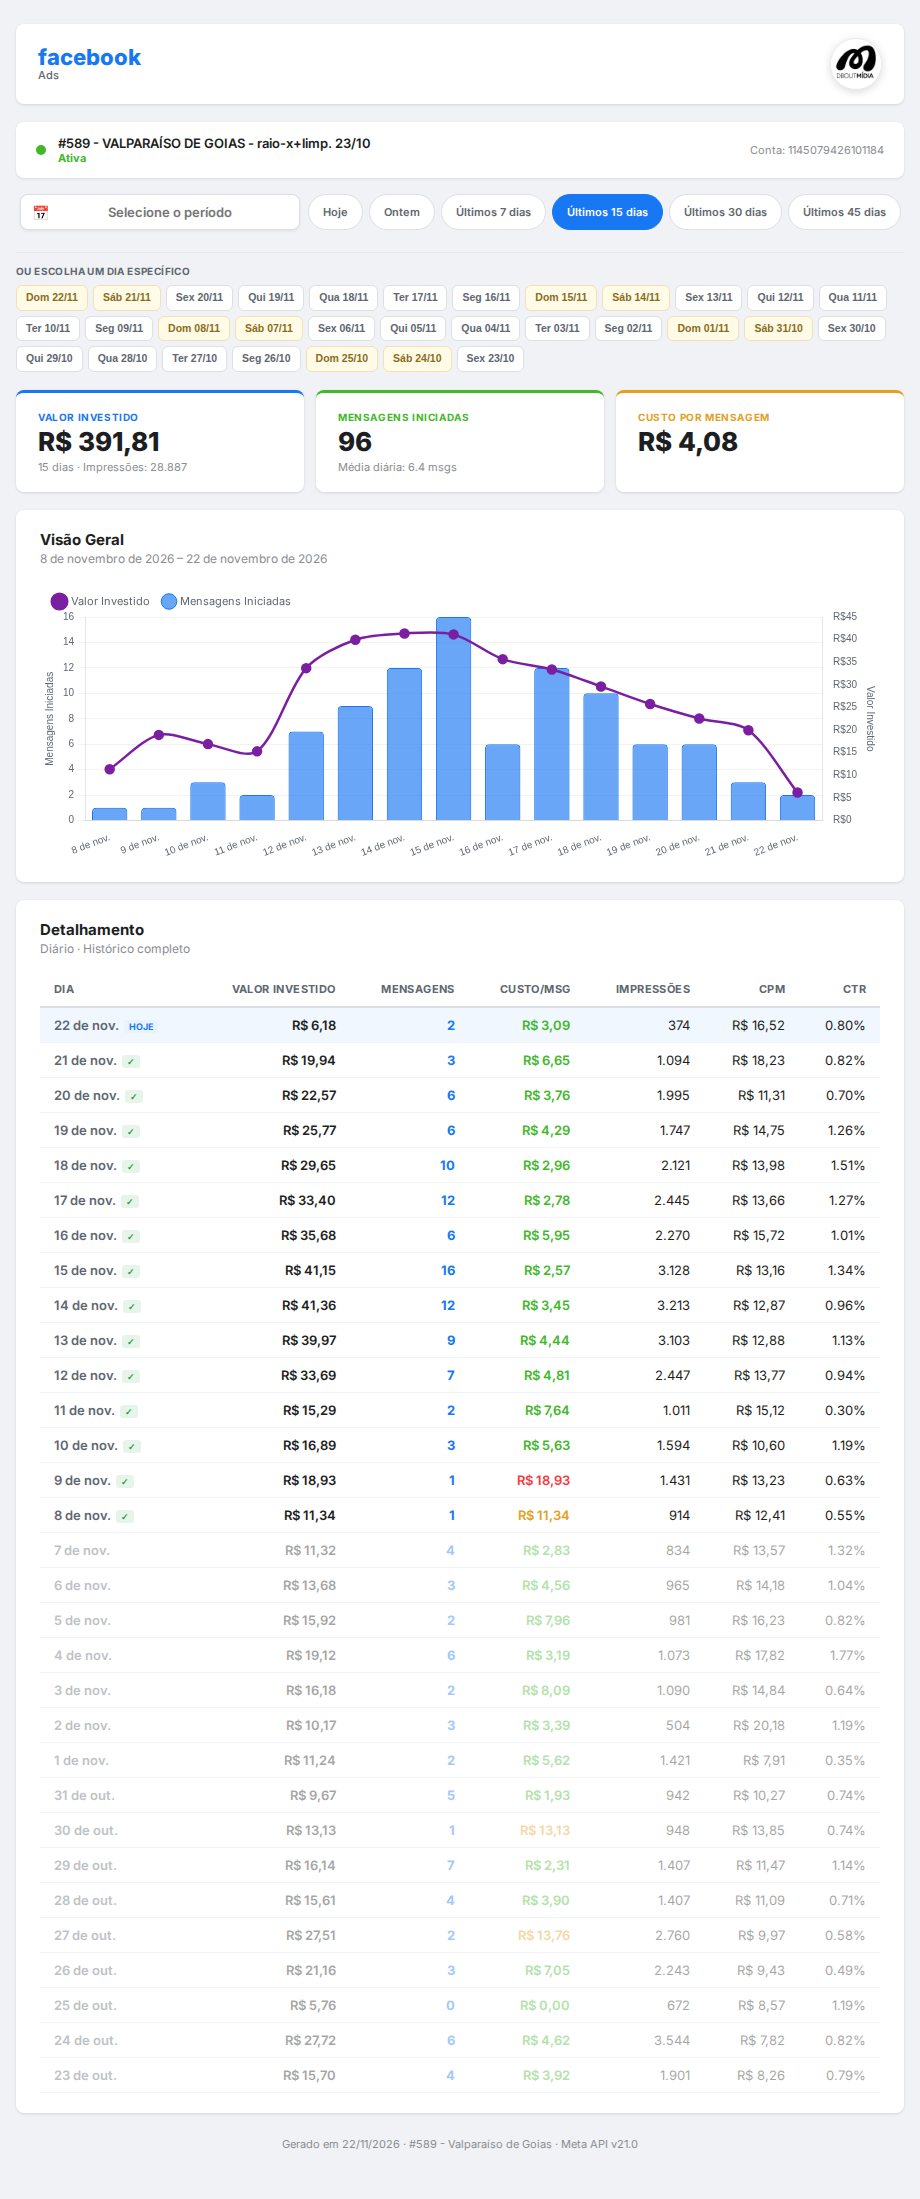 facebook
Ads
DBOUTMÍDIA
#589 - VALPARAÍSO DE GOIAS - raio-x+limp. 23/10
Ativa
Conta: 1145079426101184
📅 Selecione o período
Hoje
Ontem
Últimos 7 dias
Últimos 15 dias
Últimos 30 dias
Últimos 45 dias
OU ESCOLHA UM DIA ESPECÍFICO
Dom 22/11 Sáb 21/11 Sex 20/11 Qui 19/11 Qua 18/11 Ter 17/11 Seg 16/11 Dom 15/11 Sáb 14/11 Sex 13/11 Qui 12/11 Qua 11/11
Ter 10/11 Seg 09/11 Dom 08/11 Sáb 07/11 Sex 06/11 Qui 05/11 Qua 04/11 Ter 03/11 Seg 02/11 Dom 01/11 Sáb 31/10 Sex 30/10
Qui 29/10 Qua 28/10 Ter 27/10 Seg 26/10 Dom 25/10 Sáb 24/10 Sex 23/10
VALOR INVESTIDO
R$ 391,81
15 dias · Impressões: 28.887
MENSAGENS INICIADAS
96
Média diária: 6.4 msgs
CUSTO POR MENSAGEM
R$ 4,08
Visão Geral
8 de novembro de 2026 – 22 de novembro de 2026
Valor Investido Mensagens Iniciadas
Mensagens Iniciadas
16
14
12
10
8
6
4
2
0
R$45
R$40
R$35
R$30
R$25
R$20
R$15
R$10
R$5
R$0
Valor Investido
8 de nov. 9 de nov. 10 de nov. 11 de nov. 12 de nov. 13 de nov. 14 de nov. 15 de nov. 16 de nov. 17 de nov. 18 de nov. 19 de nov. 20 de nov. 21 de nov. 22 de nov.
Detalhamento
Diário · Histórico completo
DIA VALOR INVESTIDO MENSAGENS CUSTO/MSG IMPRESSÕES CPM CTR
22 de nov. HOJE R$ 6,18 2 R$ 3,09 374 R$ 16,52 0.80%
21 de nov. ✓ R$ 19,94 3 R$ 6,65 1.094 R$ 18,23 0.82%
20 de nov. ✓ R$ 22,57 6 R$ 3,76 1.995 R$ 11,31 0.70%
19 de nov. ✓ R$ 25,77 6 R$ 4,29 1.747 R$ 14,75 1.26%
18 de nov. ✓ R$ 29,65 10 R$ 2,96 2.121 R$ 13,98 1.51%
17 de nov. ✓ R$ 33,40 12 R$ 2,78 2.445 R$ 13,66 1.27%
16 de nov. ✓ R$ 35,68 6 R$ 5,95 2.270 R$ 15,72 1.01%
15 de nov. ✓ R$ 41,15 16 R$ 2,57 3.128 R$ 13,16 1.34%
14 de nov. ✓ R$ 41,36 12 R$ 3,45 3.213 R$ 12,87 0.96%
13 de nov. ✓ R$ 39,97 9 R$ 4,44 3.103 R$ 12,88 1.13%
12 de nov. ✓ R$ 33,69 7 R$ 4,81 2.447 R$ 13,77 0.94%
11 de nov. ✓ R$ 15,29 2 R$ 7,64 1.011 R$ 15,12 0.30%
10 de nov. ✓ R$ 16,89 3 R$ 5,63 1.594 R$ 10,60 1.19%
9 de nov. ✓ R$ 18,93 1 R$ 18,93 1.431 R$ 13,23 0.63%
8 de nov. ✓ R$ 11,34 1 R$ 11,34 914 R$ 12,41 0.55%
7 de nov. R$ 11,32 4 R$ 2,83 834 R$ 13,57 1.32%
6 de nov. R$ 13,68 3 R$ 4,56 965 R$ 14,18 1.04%
5 de nov. R$ 15,92 2 R$ 7,96 981 R$ 16,23 0.82%
4 de nov. R$ 19,12 6 R$ 3,19 1.073 R$ 17,82 1.77%
3 de nov. R$ 16,18 2 R$ 8,09 1.090 R$ 14,84 0.64%
2 de nov. R$ 10,17 3 R$ 3,39 504 R$ 20,18 1.19%
1 de nov. R$ 11,24 2 R$ 5,62 1.421 R$ 7,91 0.35%
31 de out. R$ 9,67 5 R$ 1,93 942 R$ 10,27 0.74%
30 de out. R$ 13,13 1 R$ 13,13 948 R$ 13,85 0.74%
29 de out. R$ 16,14 7 R$ 2,31 1.407 R$ 11,47 1.14%
28 de out. R$ 15,61 4 R$ 3,90 1.407 R$ 11,09 0.71%
27 de out. R$ 27,51 2 R$ 13,76 2.760 R$ 9,97 0.58%
26 de out. R$ 21,16 3 R$ 7,05 2.243 R$ 9,43 0.49%
25 de out. R$ 5,76 0 R$ 0,00 672 R$ 8,57 1.19%
24 de out. R$ 27,72 6 R$ 4,62 3.544 R$ 7,82 0.82%
23 de out. R$ 15,70 4 R$ 3,92 1.901 R$ 8,26 0.79%
Gerado em 22/11/2026 · #589 - Valparaíso de Goias · Meta API v21.0